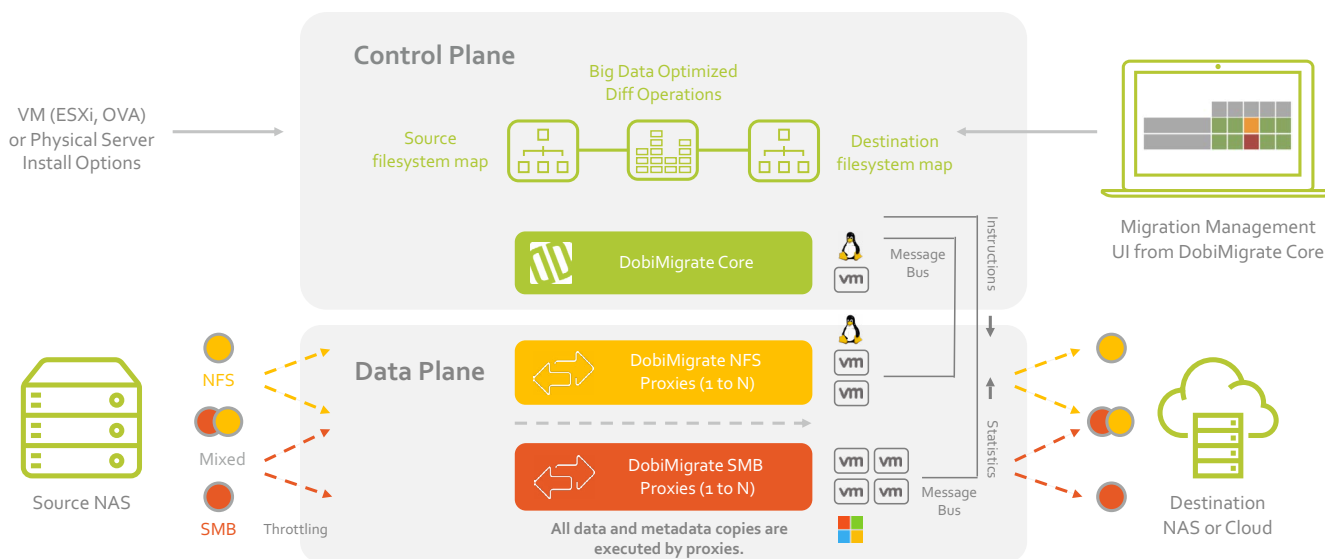 Control Plane
Big Data Optimized
Diff Operations
VM (ESXi, OVA)
or Physical Server
Install Options
Source
filesystem map
Destination
filesystem map
Migration Management
UI from DobiMigrate Core
DobiMigrate Core
vm
Message
Bus
Instructions
Data Plane
NFS
Mixed
SMB
Throttling
Source NAS
DobiMigrate NFS
Proxies (1 to N)
vm
vm
DobiMigrate SMB
Proxies (1 to N)
vm
vm
vm
vm
Message
Bus
Statistics
All data and metadata copies are
executed by proxies.
Destination
NAS or Cloud